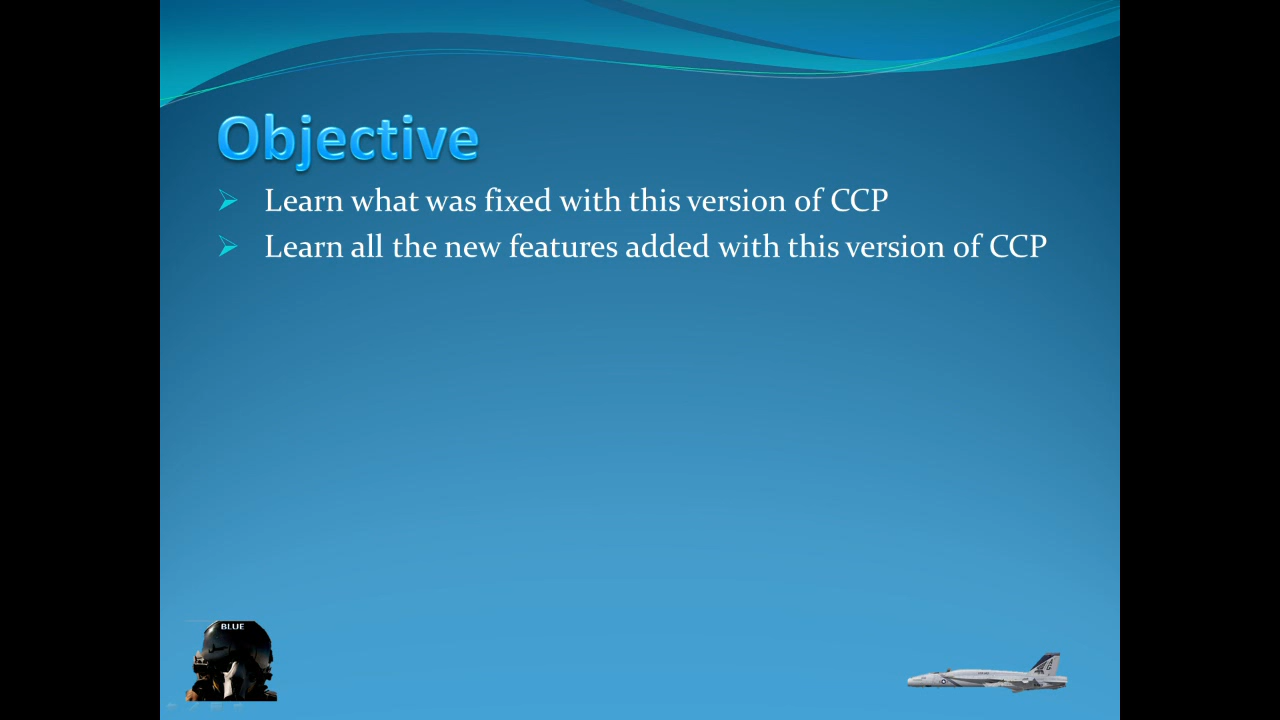 Objective
Learn what was fixed with this version of CCP
Learn all the new features added with this version of CCP
BLUE